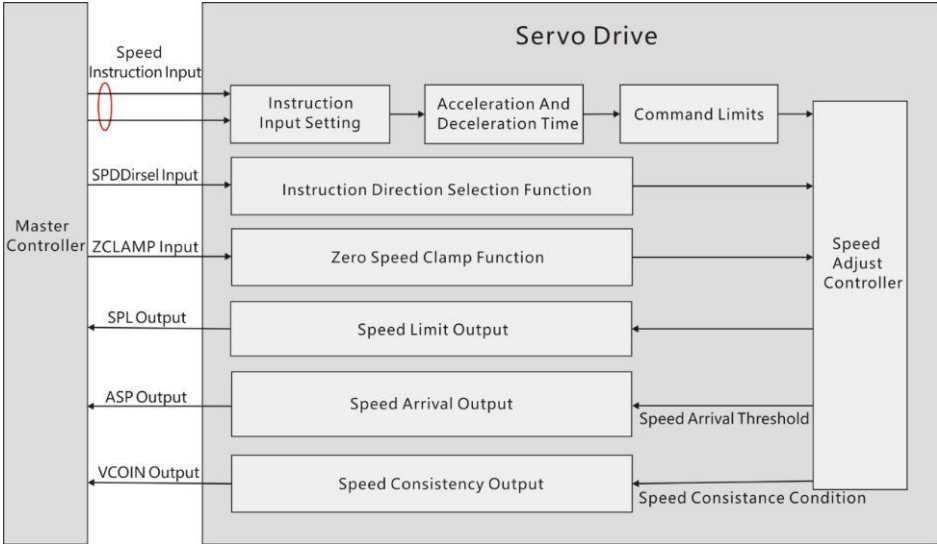 Servo Drive
Speed
Instruction Input
Instruction
Input Setting
Acceleration And
Deceleration Time
Command Limits
SPDDirsel Input
Instruction Direction Selection Function
Master
Controller
ZCLAMP Input
Zero Speed Clamp Function
Speed
Adjust
Controller
SPL Output
Speed Limit Output
ASP Output
Speed Arrival Output
Speed Arrival Threshold
VCOIN Output
Speed Consistency Output
Speed Consistance Condition